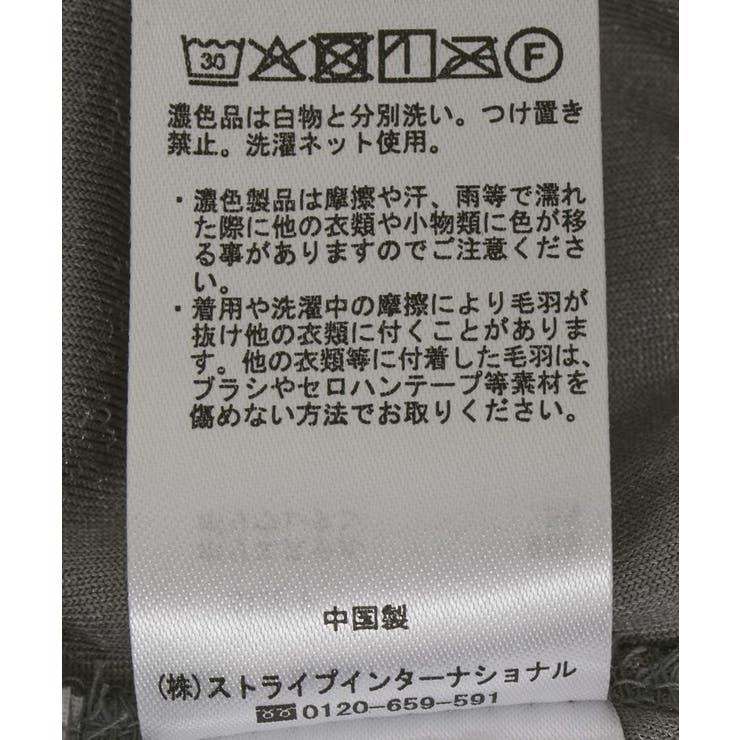 30 F
濃色品は白物と分別洗い。つけ置き
禁止。洗濯ネット使用。
・濃色製品は摩擦や汗、雨等で濡れ
た際に他の衣類や小物類に色が移
る事がありますのでご注意くださ
い。
・着用や洗濯中の摩擦により毛羽が
抜け他の衣類に付くことがありま
す。他の衣類等に付着した毛羽は、
ブラシやセロハンテープ等素材を
傷めない方法でお取りください。
中国製
(株)ストライプインターナショナル
0120-659-591